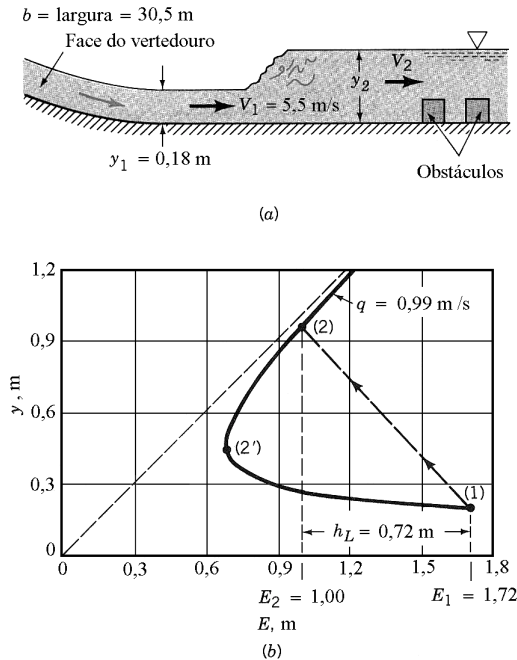 b = largura = 30,5 m
Face do vertedouro
V₂
y₂
V₁ = 5,5 m/s
y₁ = 0,18 m
Obstáculos
(a)
1,2
q = 0,99 m /s
0,9
(2)
y, m
0,6
(2')
0,3
(1)
h_L = 0,72 m
0
0 0,3 0,6 0,9 1,2 1,5 1,8
E₂ = 1,00 E₁ = 1,72
E, m
(b)